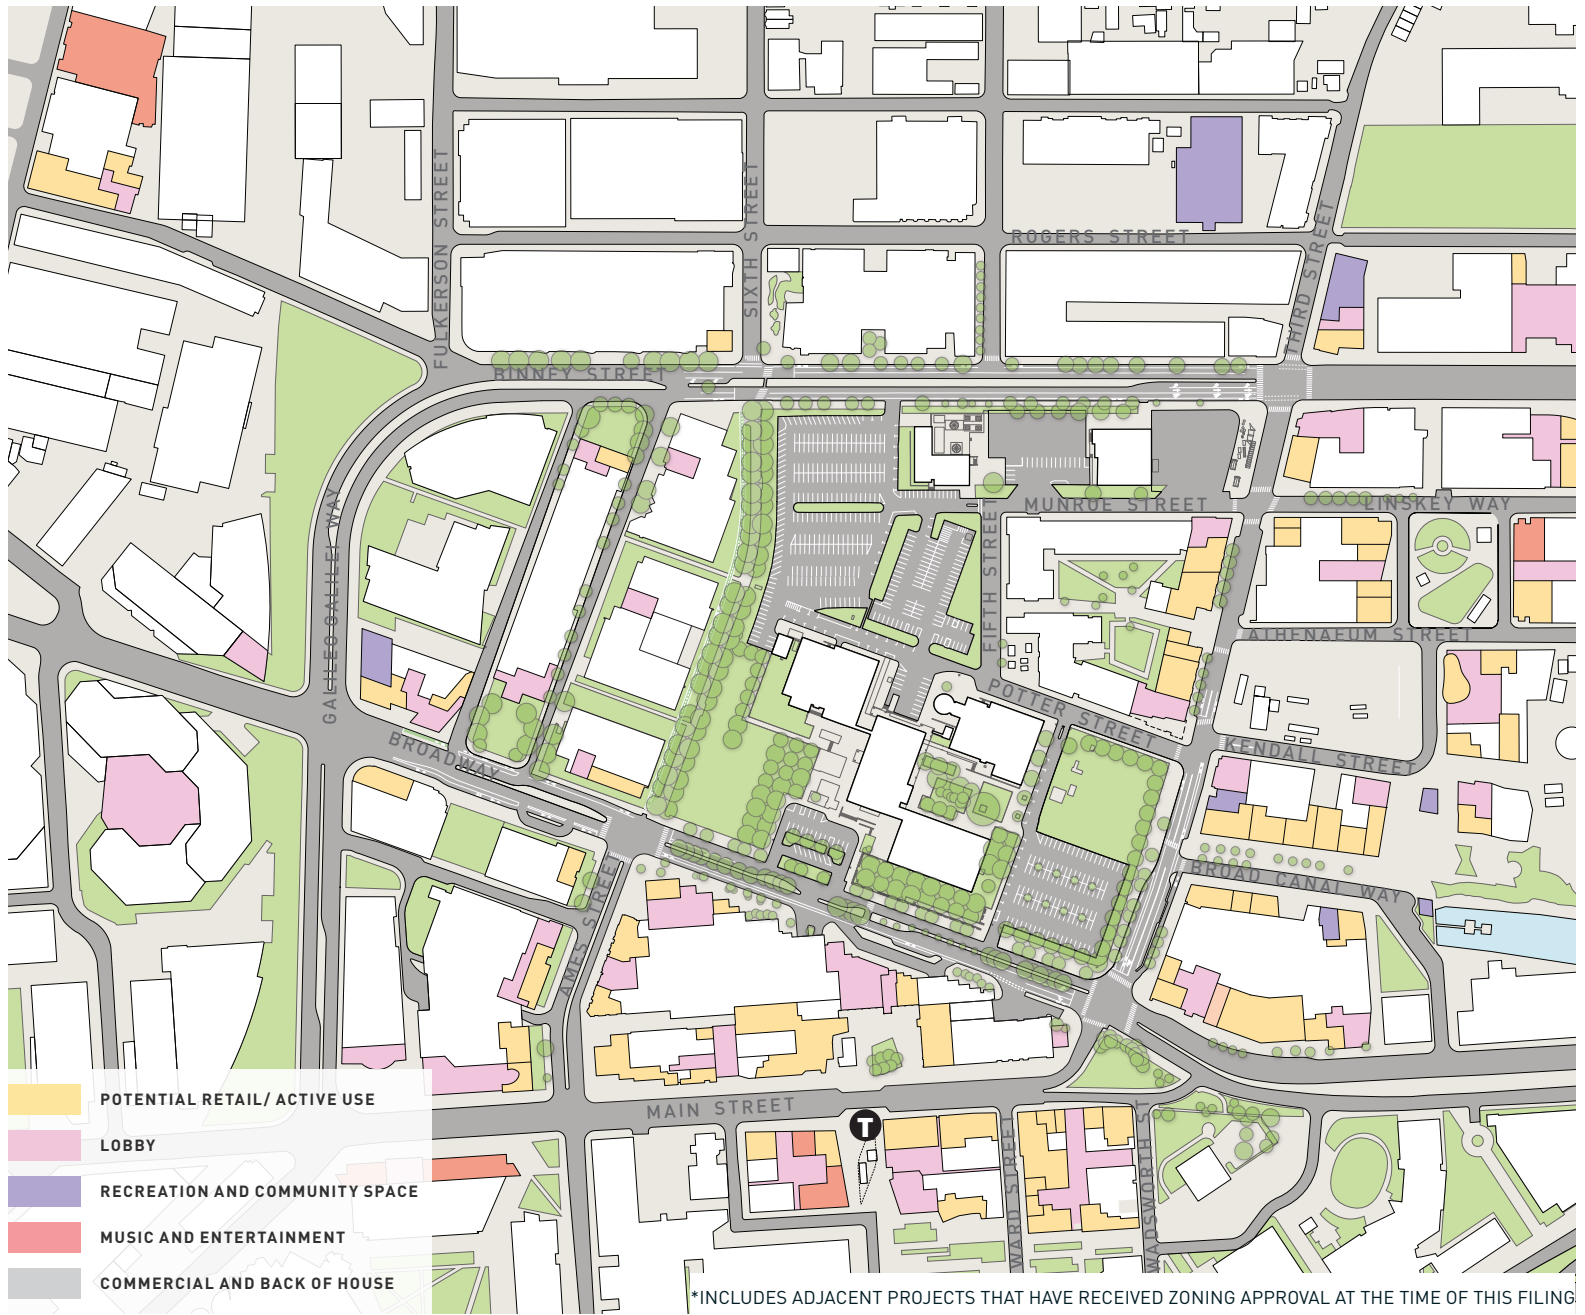 FULKERSON STREET
SIXTH STREET
ROGERS STREET
THIRD STREET
BINNEY STREET
GALILEO GALILEI WAY
MUNROE STREET
LINSKEY WAY
FIFTH STREET
ATHENAEUM STREET
POTTER STREET
KENDALL STREET
BROADWAY
BROAD CANAL WAY
AMES STREET
MAIN STREET
T
WARD STREET
WADSWORTH ST
POTENTIAL RETAIL/ ACTIVE USE
LOBBY
RECREATION AND COMMUNITY SPACE
MUSIC AND ENTERTAINMENT
COMMERCIAL AND BACK OF HOUSE
*INCLUDES ADJACENT PROJECTS THAT HAVE RECEIVED ZONING APPROVAL AT THE TIME OF THIS FILING